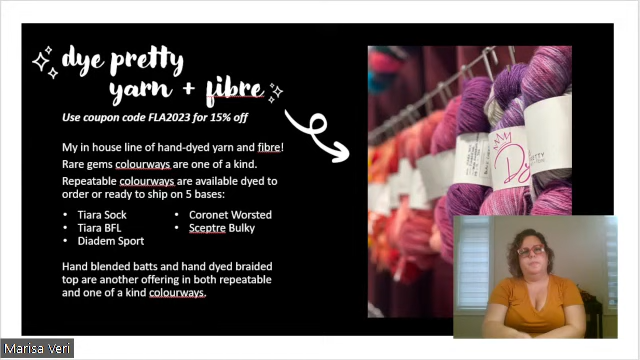 dye pretty
yarn + fibre
Use coupon code FLA2023 for 15% off
My in house line of hand-dyed yarn and fibre!
Rare gems colourways are one of a kind.
Repeatable colourways are available dyed to
order or ready to ship on 5 bases:
• Tiara Sock
• Tiara BFL
• Diadem Sport
• Coronet Worsted
• Sceptre Bulky
Hand blended batts and hand dyed braided
top are another offering in both repeatable
and one of a kind colourways.
Marisa Veri